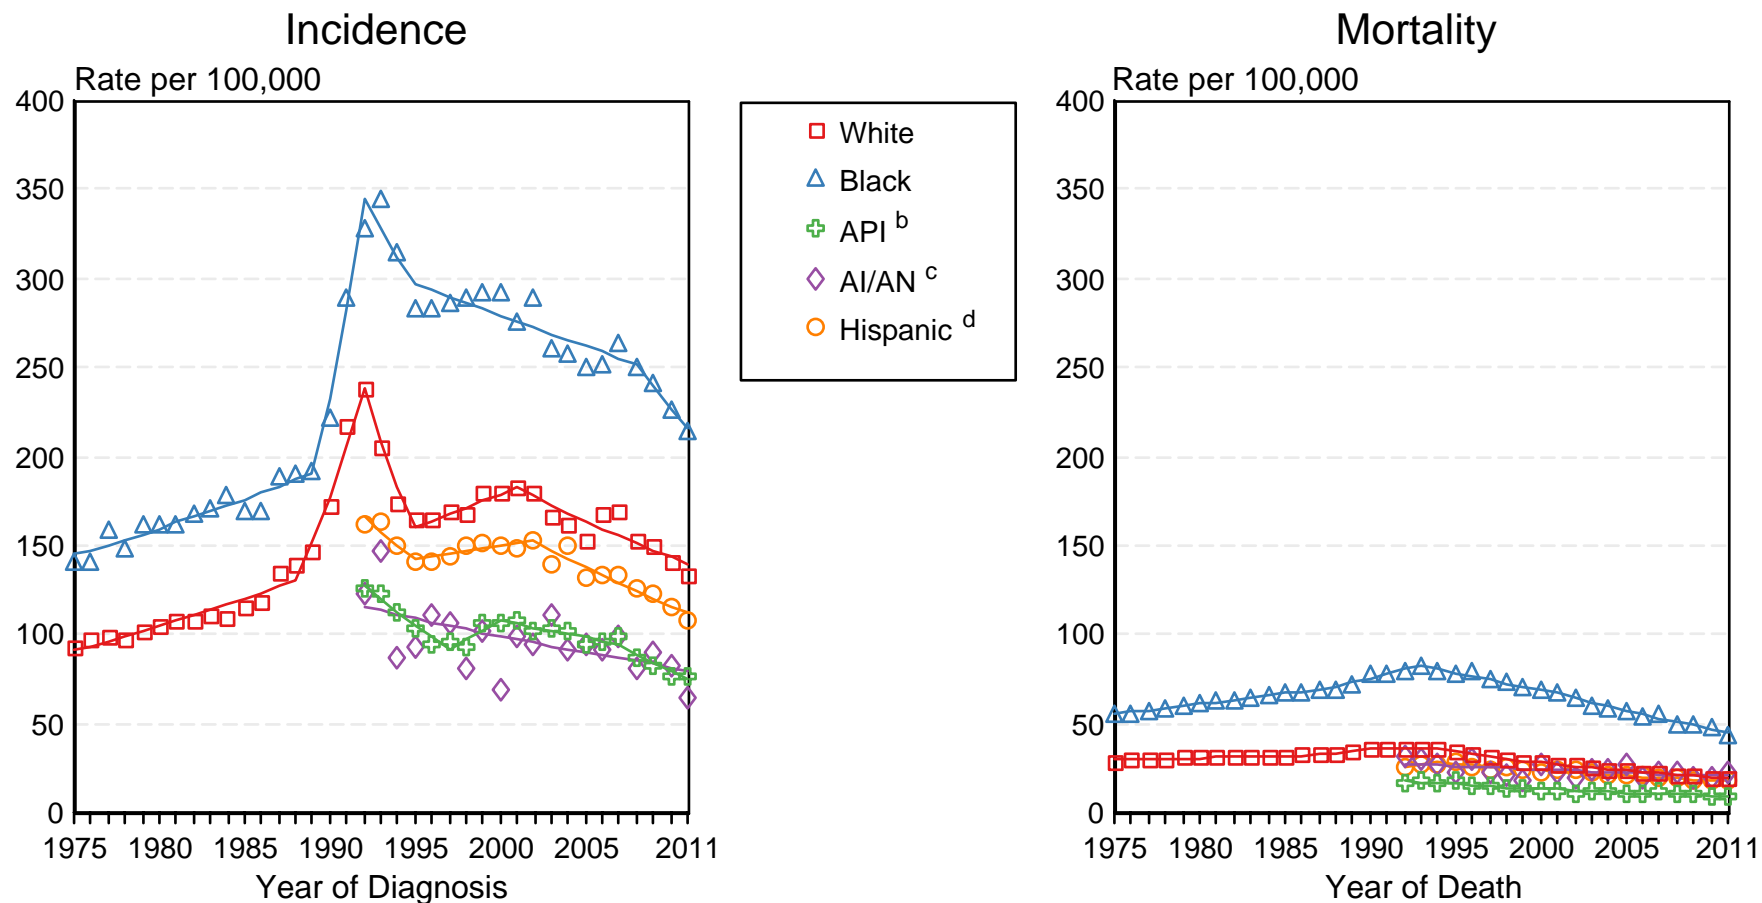 Incidence
Rate per 100,000
400
350
300
250
200
150
100
50
0
1975 1980 1985 1990 1995 2000 2005 2011
Year of Diagnosis
White
Black
API b
AI/AN c
Hispanic d
Mortality
Rate per 100,000
400
350
300
250
200
150
100
50
0
1975 1980 1985 1990 1995 2000 2005 2011
Year of Death